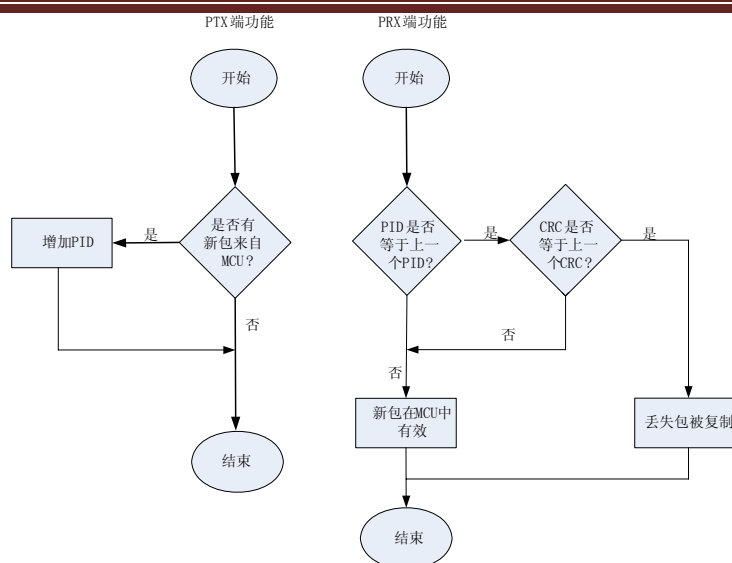 PTX端功能
开始
是否有
新包来自
MCU?
是
增加PID
否
结束
PRX端功能
开始
PID是否
等于上一
个PID?
是
CRC是否
等于上一
个CRC?
是
否
否
新包在MCU中
有效
丢失包被复制
结束